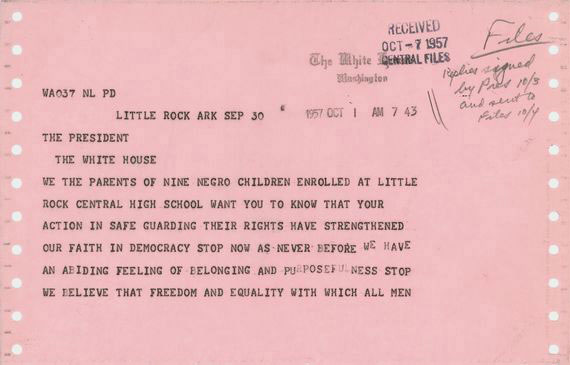 RECEIVED
OCT-7 1957
CENTRAL FILES
The White House
Washington
Files
Replies signed
by Pres 10/3
and sent to
Files 10/4
WA037 NL PD
LITTLE ROCK ARK SEP 30
1957 OCT 1 AM 7 43
THE PRESIDENT
THE WHITE HOUSE
WE THE PARENTS OF NINE NEGRO CHILDREN ENROLLED AT LITTLE
ROCK CENTRAL HIGH SCHOOL WANT YOU TO KNOW THAT YOUR
ACTION IN SAFE GUARDING THEIR RIGHTS HAVE STRENGTHENED
OUR FAITH IN DEMOCRACY STOP NOW AS NEVER BEFORE WE HAVE
AN ABIDING FEELING OF BELONGING AND PURPOSEFULNESS STOP
WE BELIEVE THAT FREEDOM AND EQUALITY WITH WHICH ALL MEN